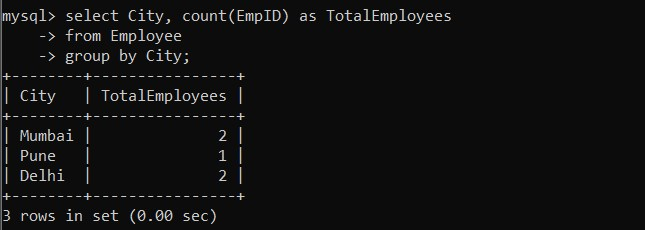 mysql> select City, count(EmpID) as TotalEmployees
    -> from Employee
    -> group by City;
+--------+----------------+
| City   | TotalEmployees |
+--------+----------------+
| Mumbai |              2 |
| Pune   |              1 |
| Delhi  |              2 |
+--------+----------------+
3 rows in set (0.00 sec)